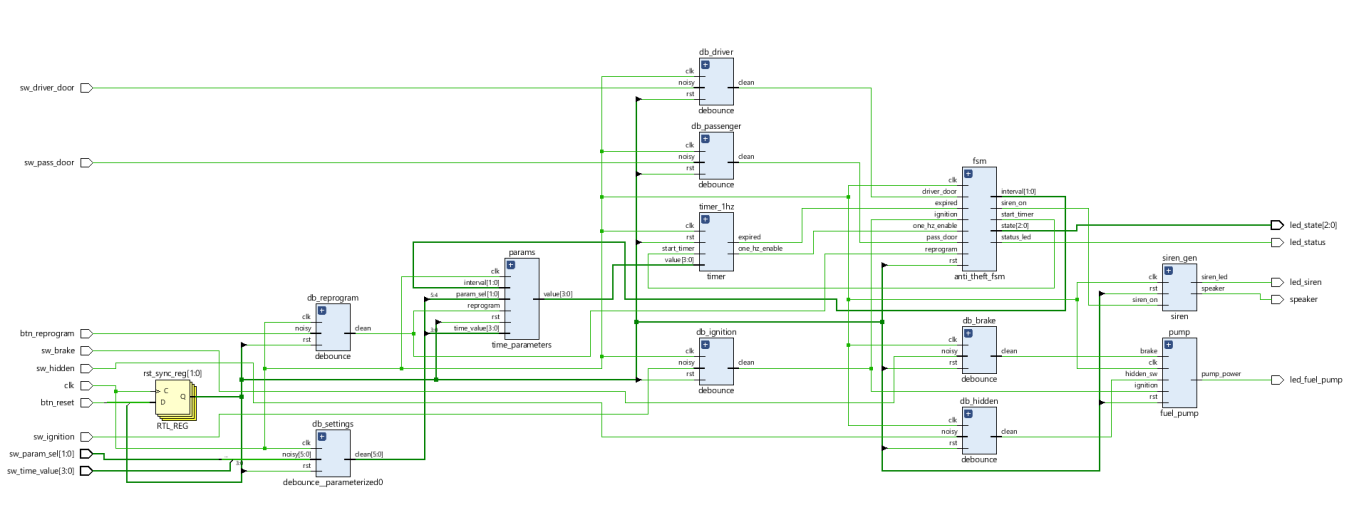 db_driver
clk
noisy
rst
clean
debounce
sw_driver_door
db_passenger
clk
noisy
rst
clean
debounce
sw_pass_door
fsm
clk
driver_door
expired
ignition
one_hz_enable
pass_door
reprogram
rst
interval[1:0]
siren_on
start_timer
state[2:0]
status_led
anti_theft_fsm
timer_1hz
clk
rst
start_timer
value[3:0]
expired
one_hz_enable
timer
led_state[2:0]
led_status
params
clk
interval[1:0]
param_sel[1:0]
reprogram
rst
time_value[3:0]
value[3:0]
time_parameters
5:4
3:0
siren_gen
clk
rst
siren_on
siren_led
speaker
siren
led_siren
speaker
db_reprogram
clk
noisy
rst
clean
debounce
db_ignition
clk
noisy
rst
clean
debounce
db_brake
clk
noisy
rst
clean
debounce
pump
brake
clk
hidden_sw
ignition
rst
pump_power
fuel_pump
led_fuel_pump
btn_reprogram
sw_brake
sw_hidden
clk
btn_reset
rst_sync_reg[1:0]
C
D
Q
RTL_REG
sw_ignition
sw_param_sel[1:0]
sw_time_value[3:0]
3:0
db_settings
clk
noisy[5:0]
rst
clean[5:0]
debounce__parameterized0
db_hidden
clk
noisy
rst
clean
debounce